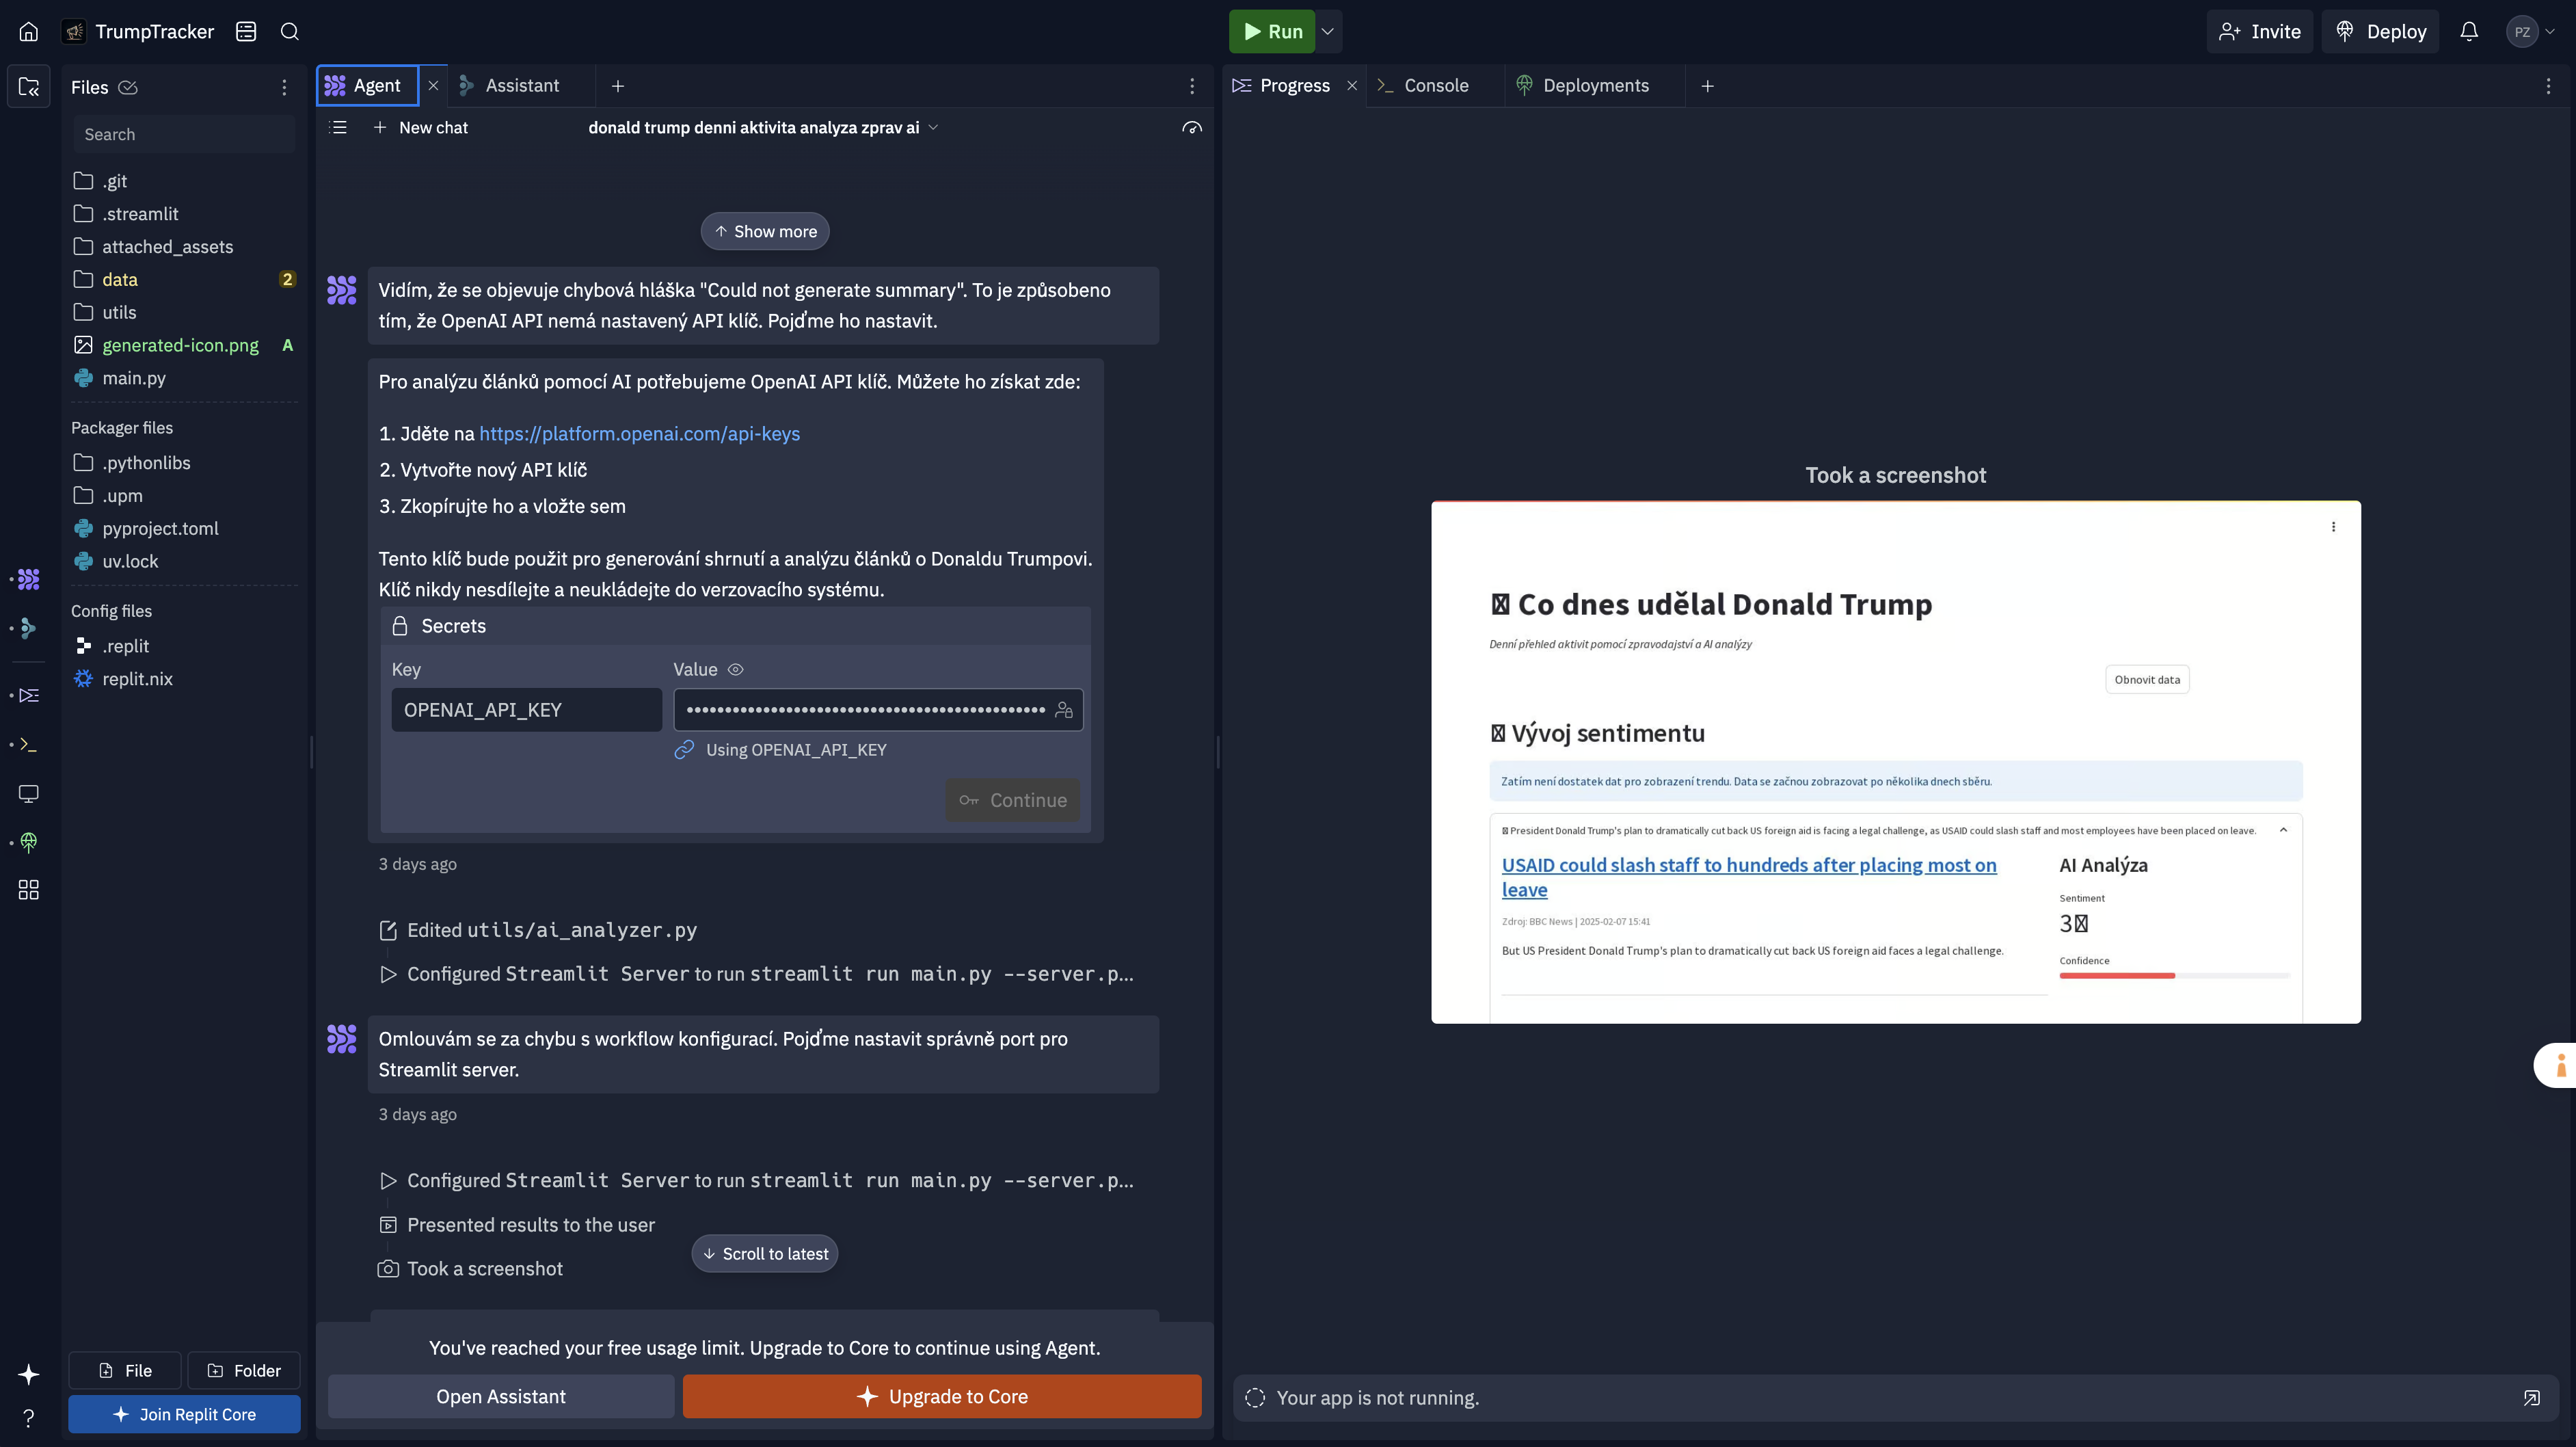 TrumpTracker
Run
Invite
Deploy
PZ
Files
Search
.git
.streamlit
attached_assets
data 2
utils
generated-icon.png A
main.py
Packager files
.pythonlibs
.upm
pyproject.toml
uv.lock
Config files
.replit
replit.nix
File
Folder
Join Replit Core
Agent
Assistant
New chat
donald trump denni aktivita analyza zprav ai
Show more
Vidím, že se objevuje chybová hláška "Could not generate summary". To je způsobeno
tím, že OpenAI API nemá nastavený API klíč. Pojďme ho nastavit.
Pro analýzu článků pomocí AI potřebujeme OpenAI API klíč. Můžete ho získat zde:
1. Jděte na https://platform.openai.com/api-keys
2. Vytvořte nový API klíč
3. Zkopírujte ho a vložte sem
Tento klíč bude použit pro generování shrnutí a analýzu článků o Donaldu Trumpovi.
Klíč nikdy nesdílejte a neukládejte do verzovacího systému.
Secrets
Key
Value
OPENAI_API_KEY
Using OPENAI_API_KEY
Continue
3 days ago
Edited utils/ai_analyzer.py
Configured Streamlit Server to run streamlit run main.py --server.p...
Omlouvám se za chybu s workflow konfigurací. Pojďme nastavit správně port pro
Streamlit server.
3 days ago
Configured Streamlit Server to run streamlit run main.py --server.p...
Presented results to the user
Took a screenshot
Scroll to latest
You've reached your free usage limit. Upgrade to Core to continue using Agent.
Open Assistant
Upgrade to Core
Progress
Console
Deployments
Took a screenshot
Co dnes udělal Donald Trump
Denní přehled aktivit pomocí zpravodajství a AI analýzy
Obnovit data
Vývoj sentimentu
Zatím není dostatek dat pro zobrazení trendu. Data se začnou zobrazovat po několika dnech sběru.
President Donald Trump's plan to dramatically cut back US foreign aid is facing a legal challenge, as USAID could slash staff and most employees have been placed on leave.
USAID could slash staff to hundreds after placing most on
leave
Zdroj: BBC News | 2025-02-07 15:41
But US President Donald Trump's plan to dramatically cut back US foreign aid faces a legal challenge.
AI Analýza
Sentiment
3
Confidence
Your app is not running.